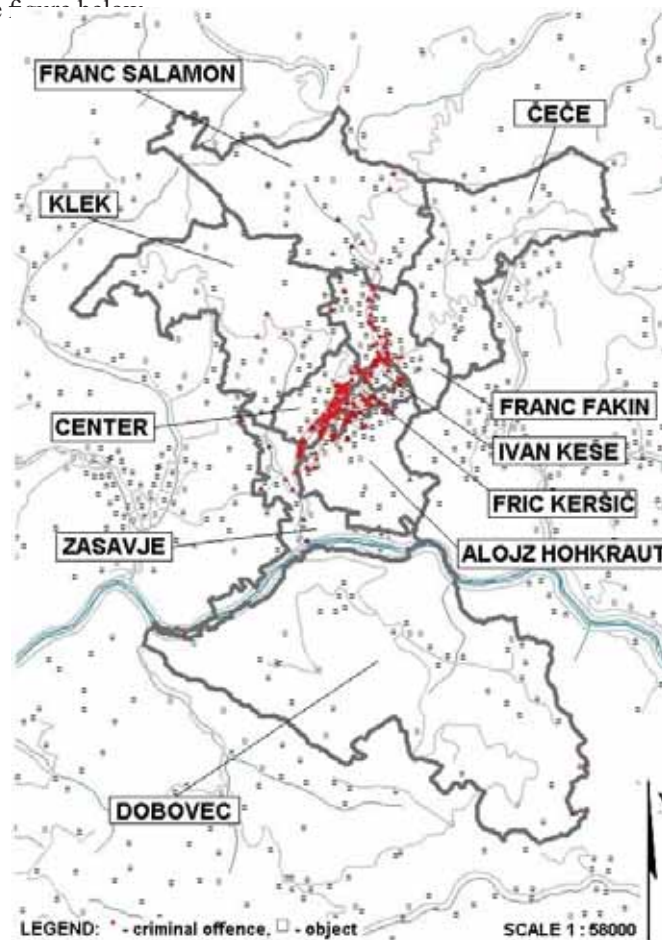 FRANC SALAMON
ČEČE
KLEK
FRANC FAKIN
CENTER
IVAN KEŠE
FRIC KERŠIČ
ZASAVJE
ALOJZ HOHKRAUT
DOBOVEC
LEGEND: * - criminal offence, □ - object
SCALE 1 : 58000